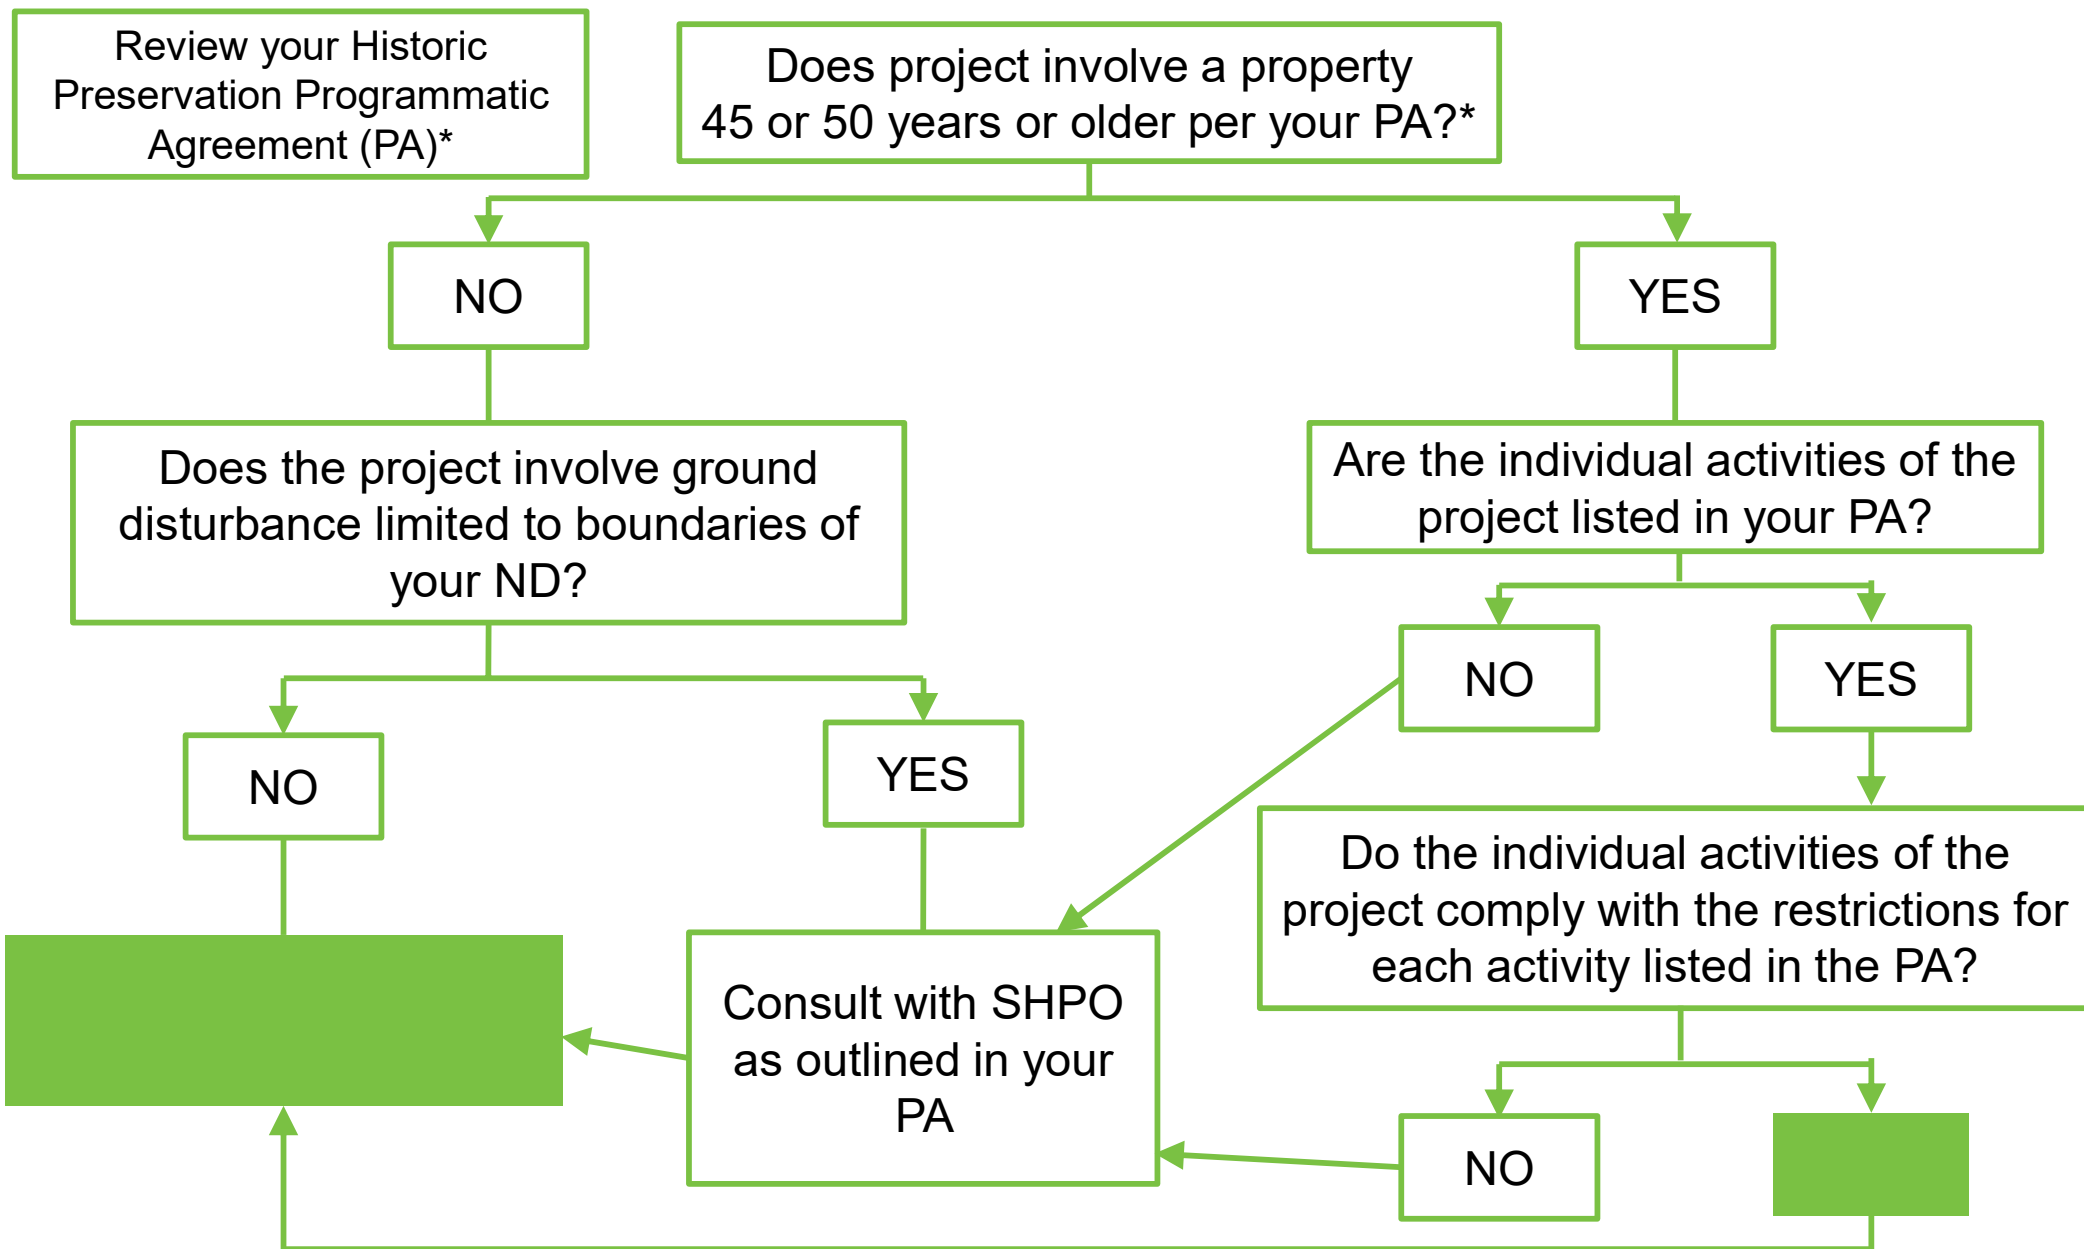 Review your Historic
Preservation Programmatic
Agreement (PA)*
Does project involve a property
45 or 50 years or older per your PA?*
NO
YES
Does the project involve ground
disturbance limited to boundaries of
your ND?
Are the individual activities of the
project listed in your PA?
NO
YES
NO
YES
Do the individual activities of the
project comply with the restrictions for
each activity listed in the PA?
Consult with SHPO
as outlined in your
PA
NO